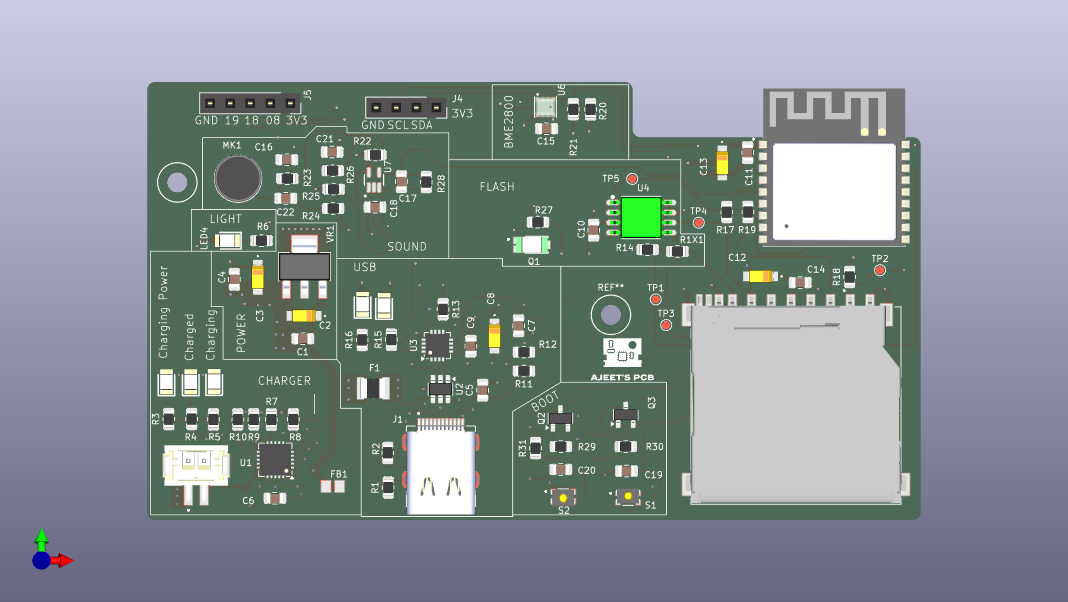 J5
GND 19 18 08 3V3
J4
3V3
GND SCL SDA
BME2800
U6
R20
C15
R21
MK1
C16
C21
R22
U7
R23
R26
R25
C22
R24
C17
R28
C18
SOUND
LIGHT
LED4
R6
VR1
FLASH
TP5
U4
R27
C10
Q1
R14
R1X1
TP4
C13
C11
R17
R19
TP2
C12
C14
R18
TP1
TP3
REF**
AJEET'S PCB
C4
C3
C2
C1
POWER
Charging Power
Charged
Charging
USB
R16
R15
R13
U3
C9
C8
C7
R12
R11
F1
U2
C5
CHARGER
R3
R4
R5
R10
R9
R7
R8
U1
C6
FB1
J1
R2
R1
BOOT
Q2
Q3
R31
R29
R30
C20
C19
S2
S1